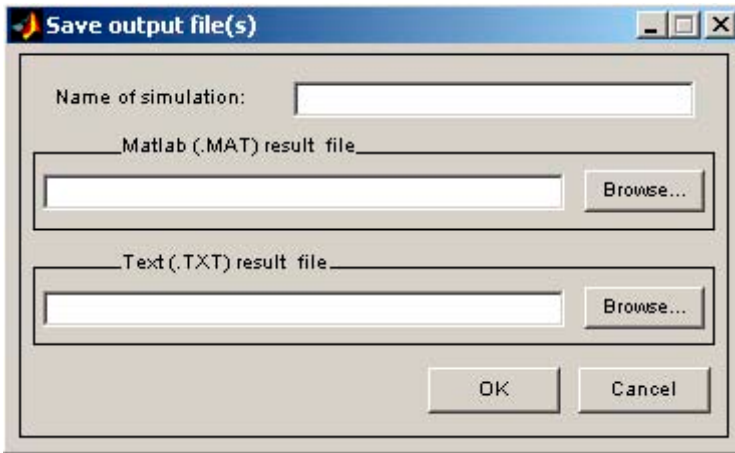 Save output file(s)
Name of simulation:
Matlab (.MAT) result file
Browse...
Text (.TXT) result file
Browse...
OK Cancel